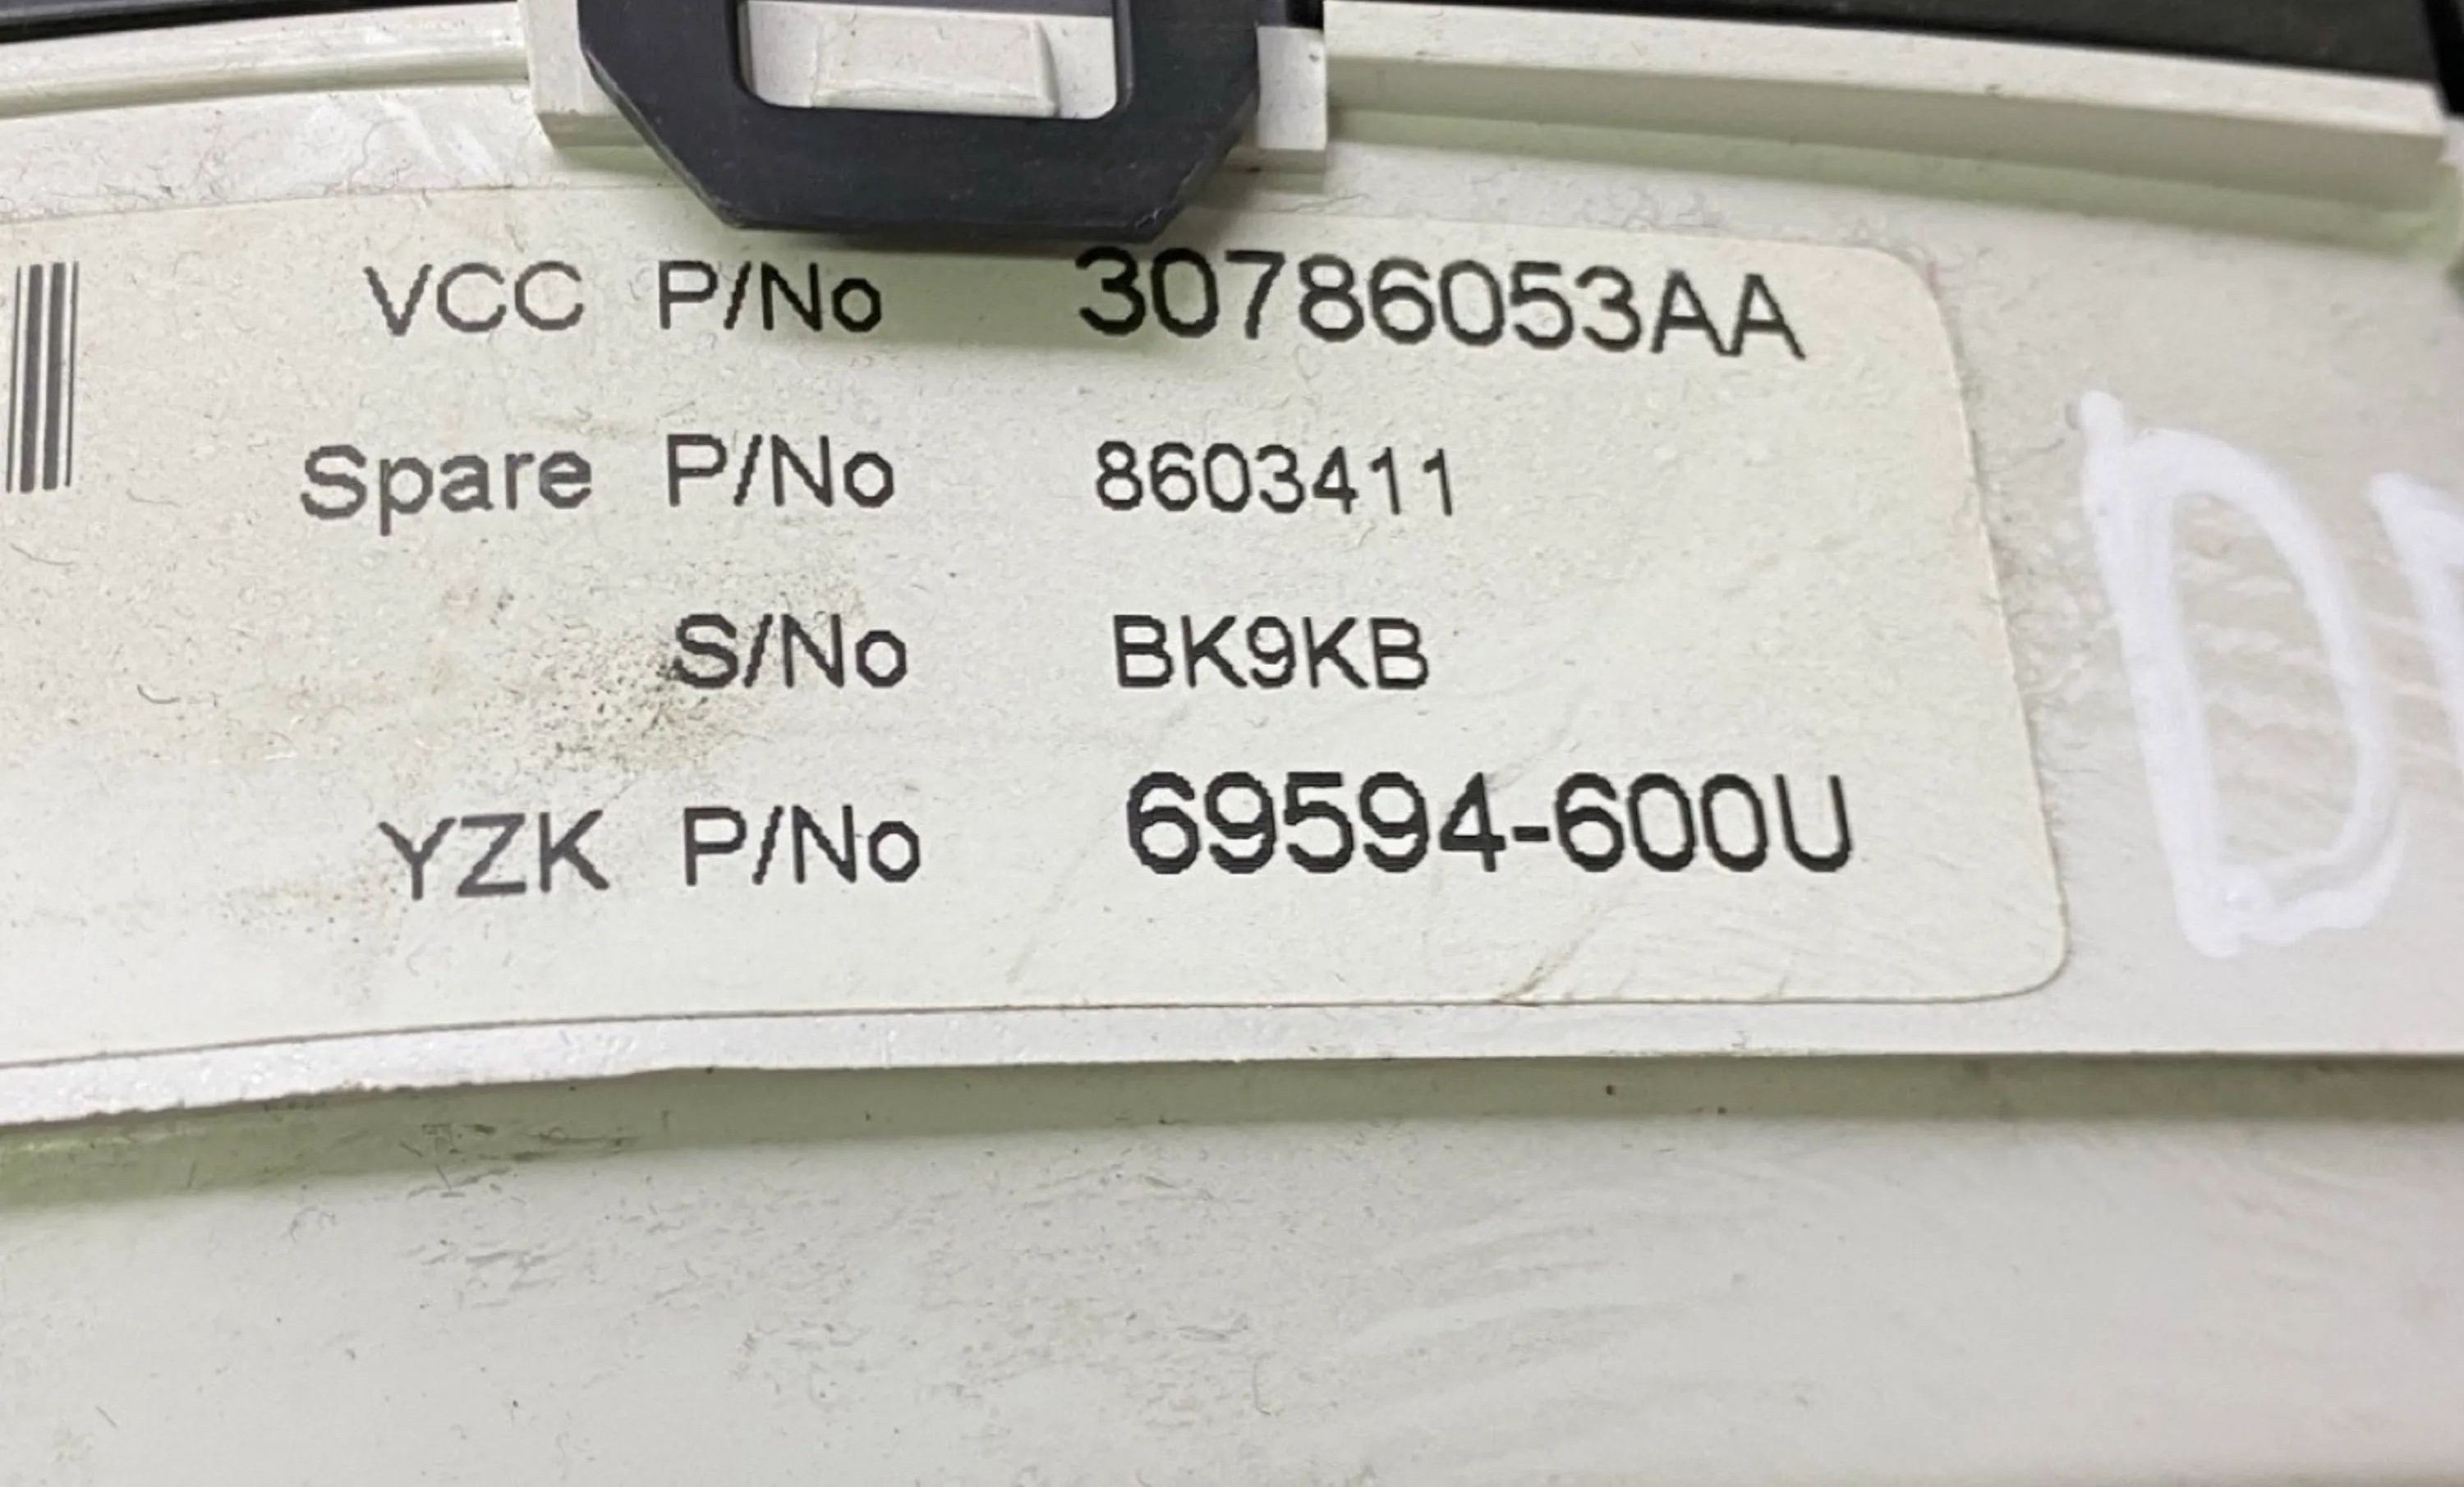 VCC P/No 30786053AA
Spare P/No 8603411
S/No BK9KB
YZK P/No 69594-600U
D